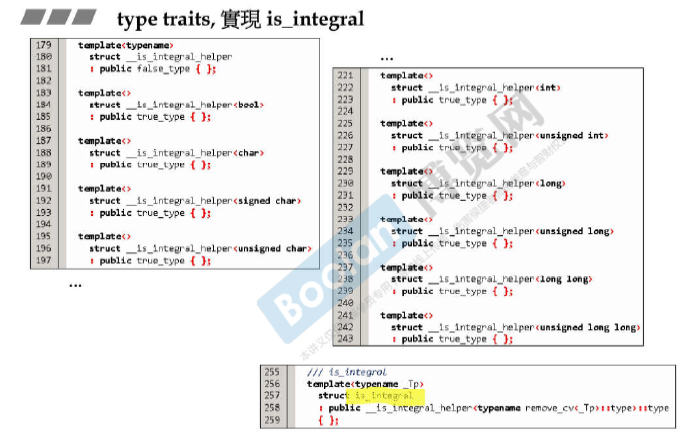 type traits, 實現 is_integral
179 template<typename>
180 struct __is_integral_helper
181 : public false_type { };
182
183 template<>
184 struct __is_integral_helper<bool>
185 : public true_type { };
186
187 template<>
188 struct __is_integral_helper<char>
189 : public true_type { };
190
191 template<>
192 struct __is_integral_helper<signed char>
193 : public true_type { };
194
195 template<>
196 struct __is_integral_helper<unsigned char>
197 : public true_type { };
...
...
221 template<>
222 struct __is_integral_helper<int>
223 : public true_type { };
224
225 template<>
226 struct __is_integral_helper<unsigned int>
227 : public true_type { };
228
229 template<>
230 struct __is_integral_helper<long>
231 : public true_type { };
232
233 template<>
234 struct __is_integral_helper<unsigned long>
235 : public true_type { };
236
237 template<>
238 struct __is_integral_helper<long long>
239 : public true_type { };
240
241 template<>
242 struct __is_integral_helper<unsigned long long>
243 : public true_type { };
255 /// is_integral
256 template<typename _Tp>
257 struct is_integral
258 : public __is_integral_helper<typename remove_cv<_Tp>::type>::type
259 { };
Boolan 博览网